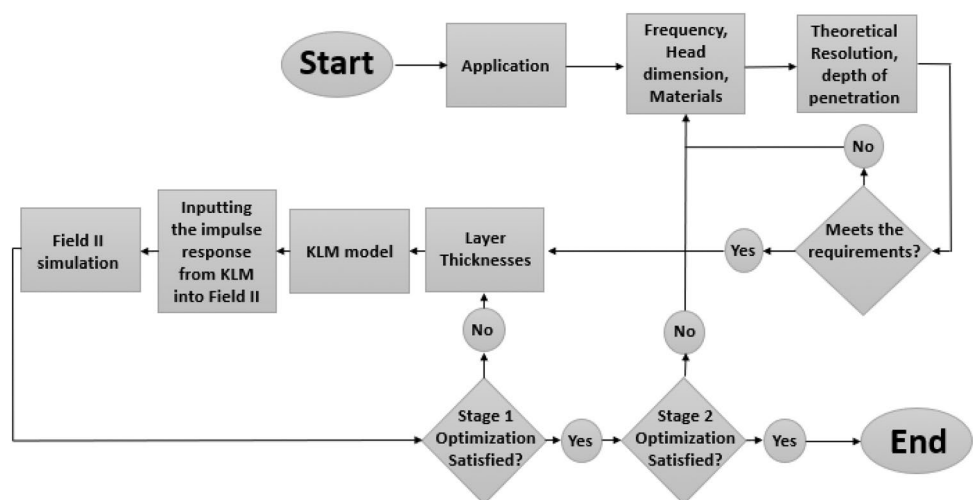 Start
Application
Frequency,
Head
dimension,
Materials
Theoretical
Resolution,
depth of
penetration
No
Meets the
requirements?
Yes
Layer
Thicknesses
KLM model
Inputting
the impulse
response
from KLM
into Field II
Field II
simulation
No
Stage 1
Optimization
Satisfied?
Yes
No
Stage 2
Optimization
Satisfied?
Yes
End